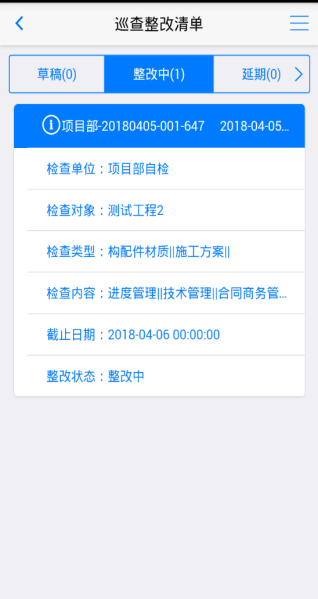 巡查整改清单
草稿(0) 整改中(1) 延期(0)
项目部-20180405-001-647 2018-04-05...
检查单位：项目部自检
检查对象：测试工程2
检查类型：构配件材质||施工方案||
检查内容：进度管理||技术管理||合同商务管...
截止日期：2018-04-06 00:00:00
整改状态：整改中